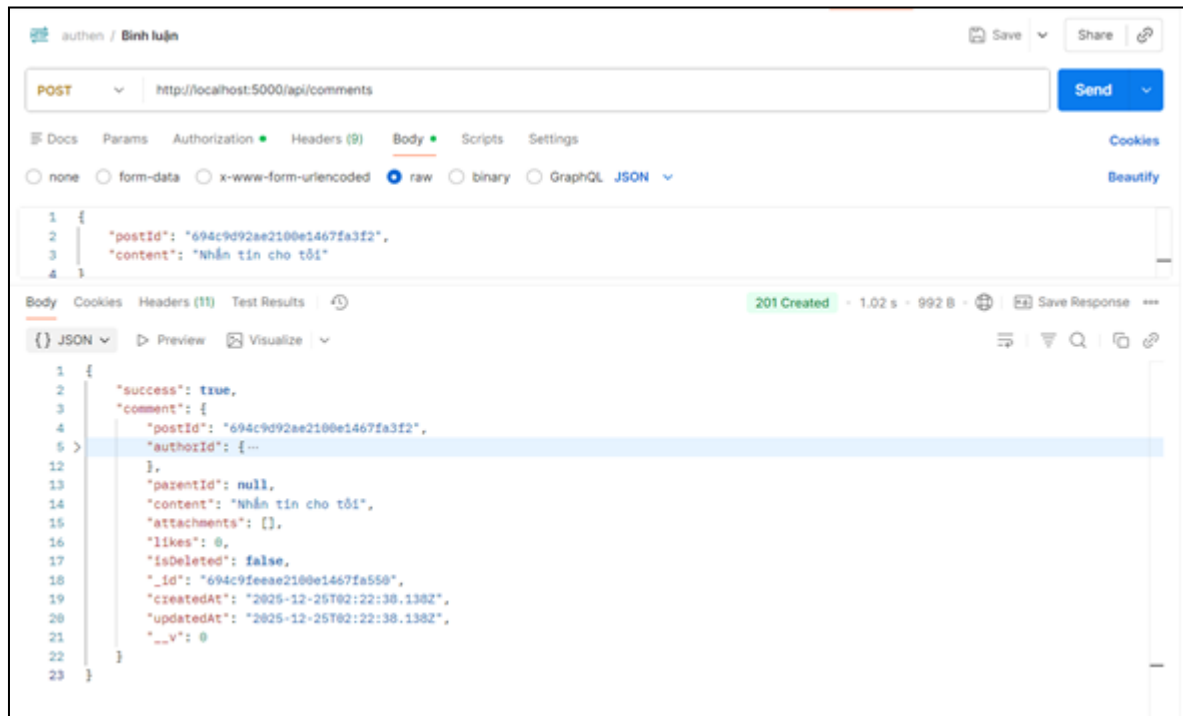 authen / Bình luận
Save
Share
POST http://localhost:5000/api/comments
Send
Docs Params Authorization Headers (9) Body Scripts Settings
Cookies
none form-data x-www-form-urlencoded raw binary GraphQL JSON
Beautify
1 {
2 "postId": "694c9d92ae2100e1467fa3f2",
3 "content": "Nhắn tin cho tôi"
4 }
Body Cookies Headers (11) Test Results
201 Created 1.02 s 992 B Save Response
{} JSON Preview Visualize
1 {
2 "success": true,
3 "comment": {
4 "postId": "694c9d92ae2100e1467fa3f2",
5 "authorId": {...
12 },
13 "parentId": null,
14 "content": "Nhắn tin cho tôi",
15 "attachments": [],
16 "likes": 0,
17 "isDeleted": false,
18 "_id": "694c9feeae2100e1467fa550",
19 "createdAt": "2025-12-25T02:22:38.138Z",
20 "updatedAt": "2025-12-25T02:22:38.138Z",
21 "__v": 0
22 }
23 }